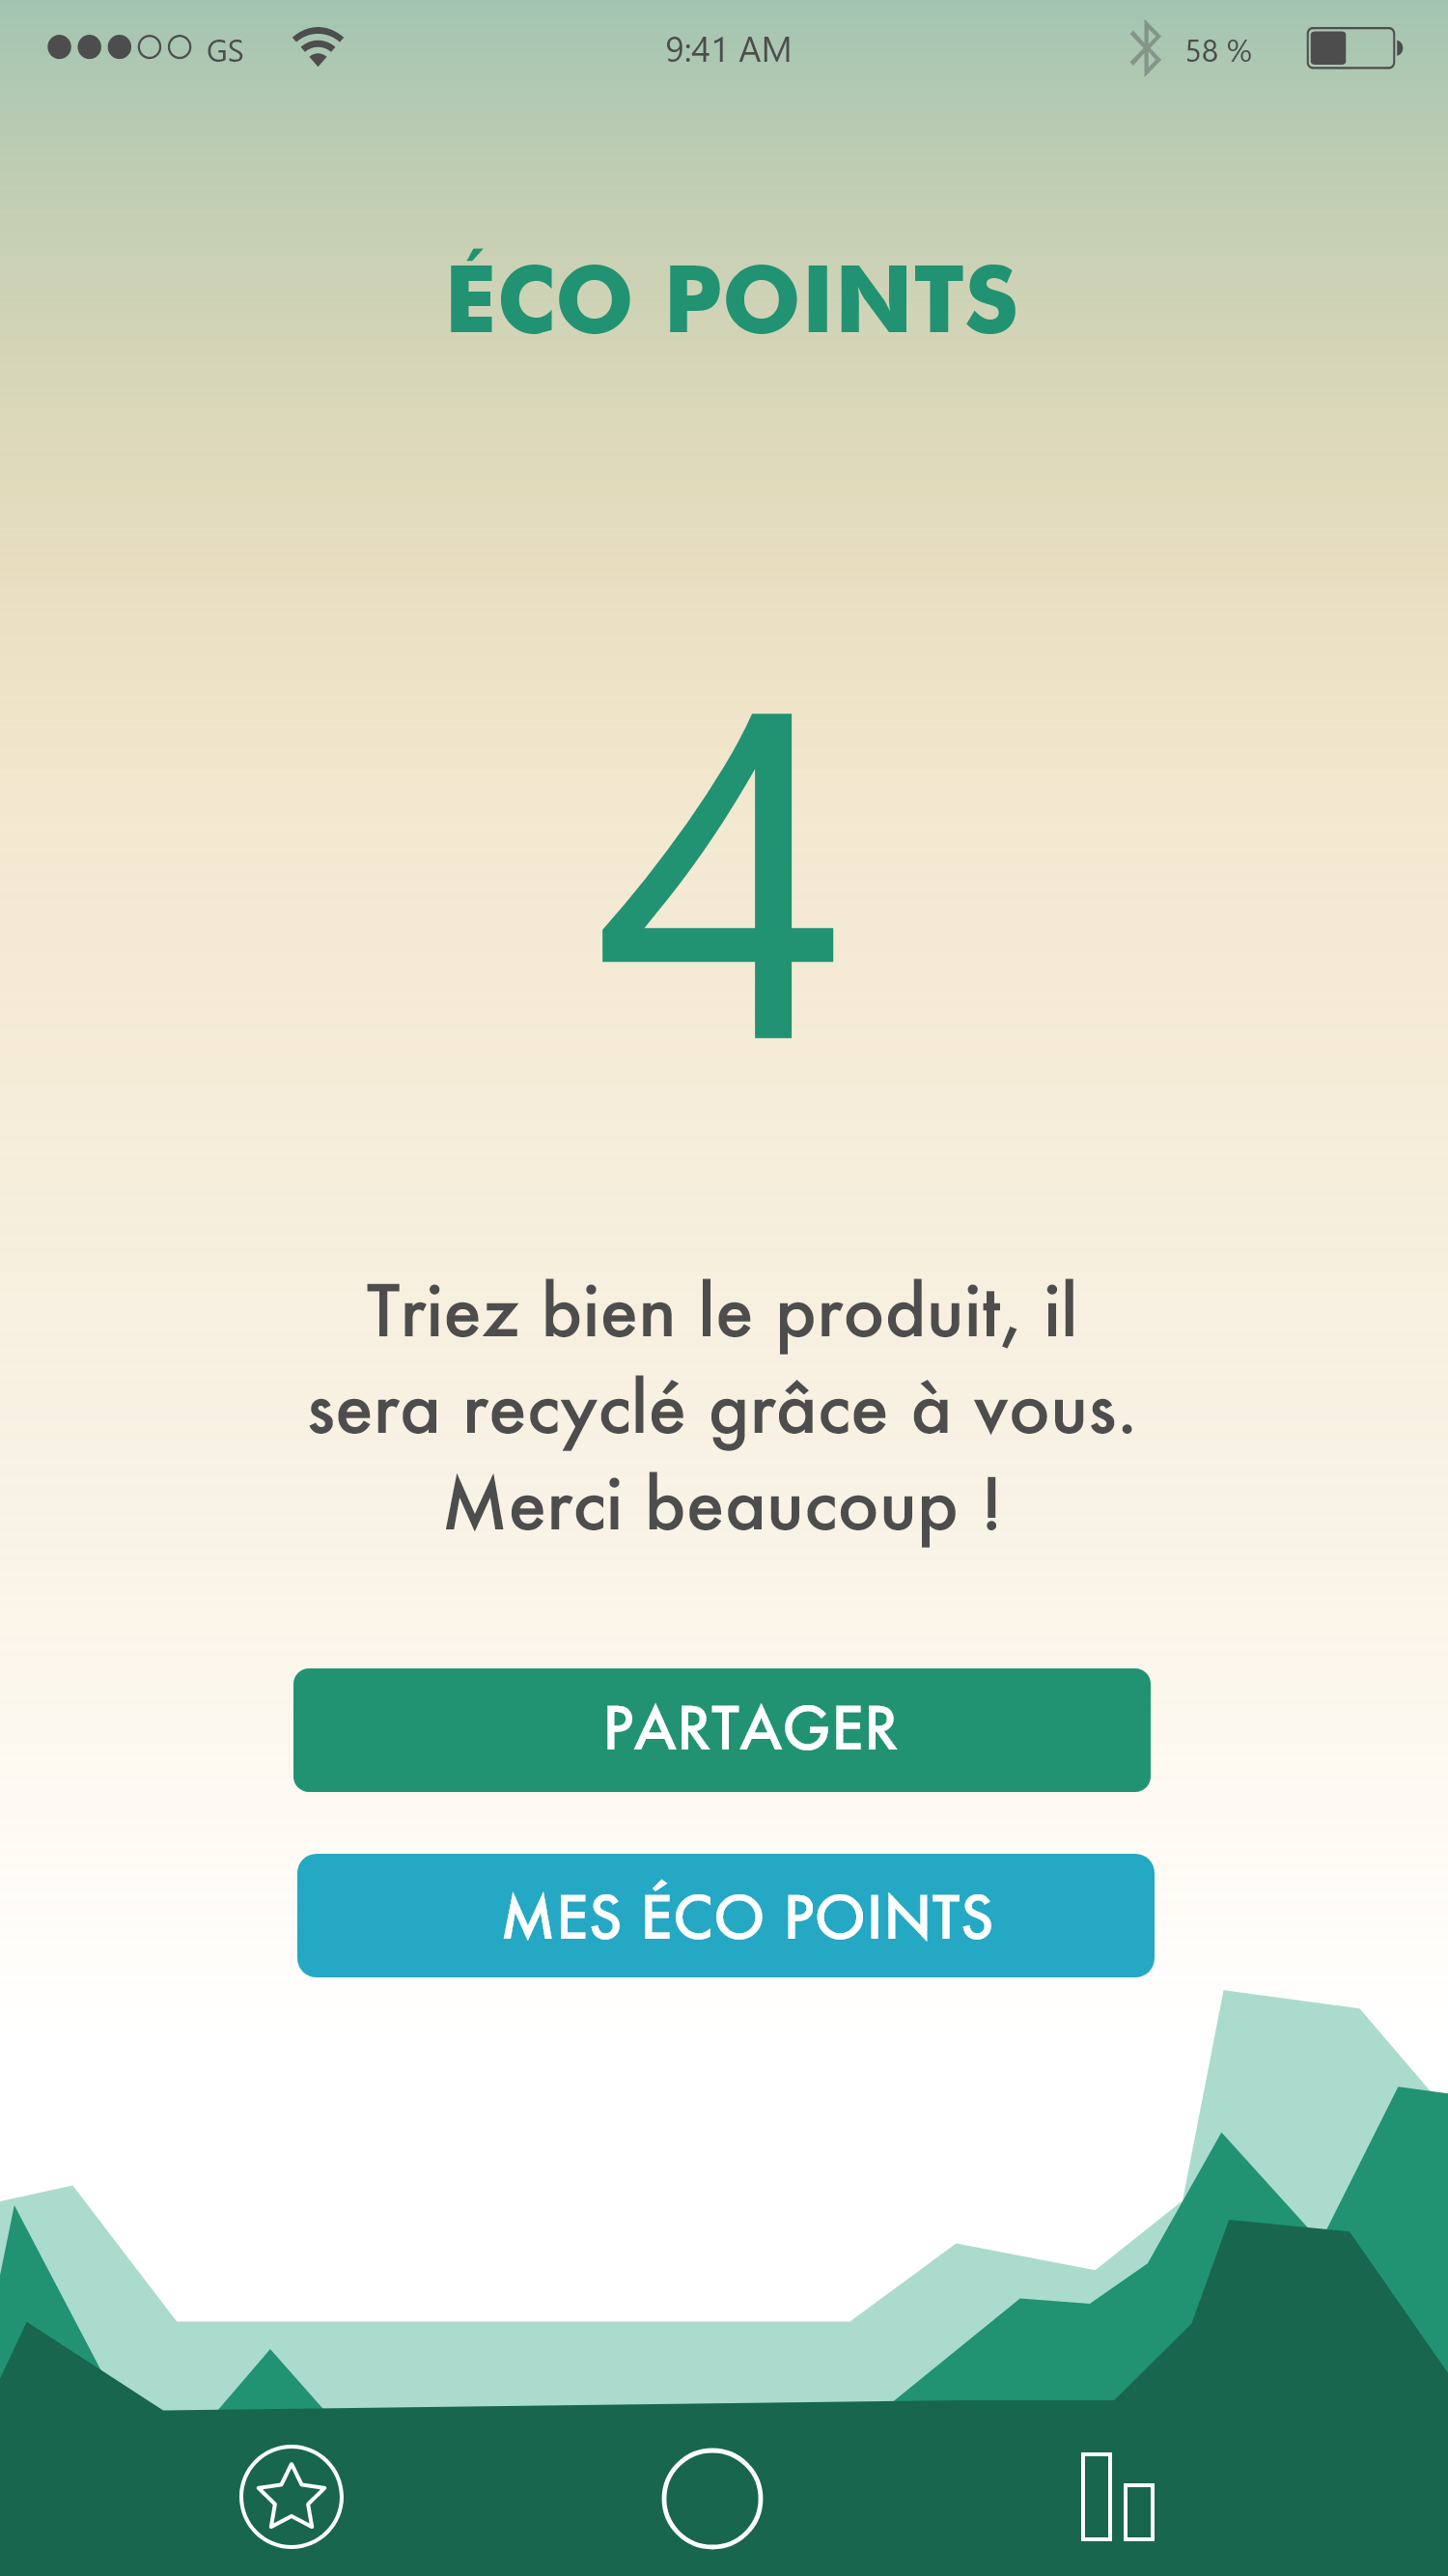 GS 9:41 AM 58 %
ÉCO POINTS
4
Triez bien le produit, il
sera recyclé grâce à vous.
Merci beaucoup !
PARTAGER
MES ÉCO POINTS